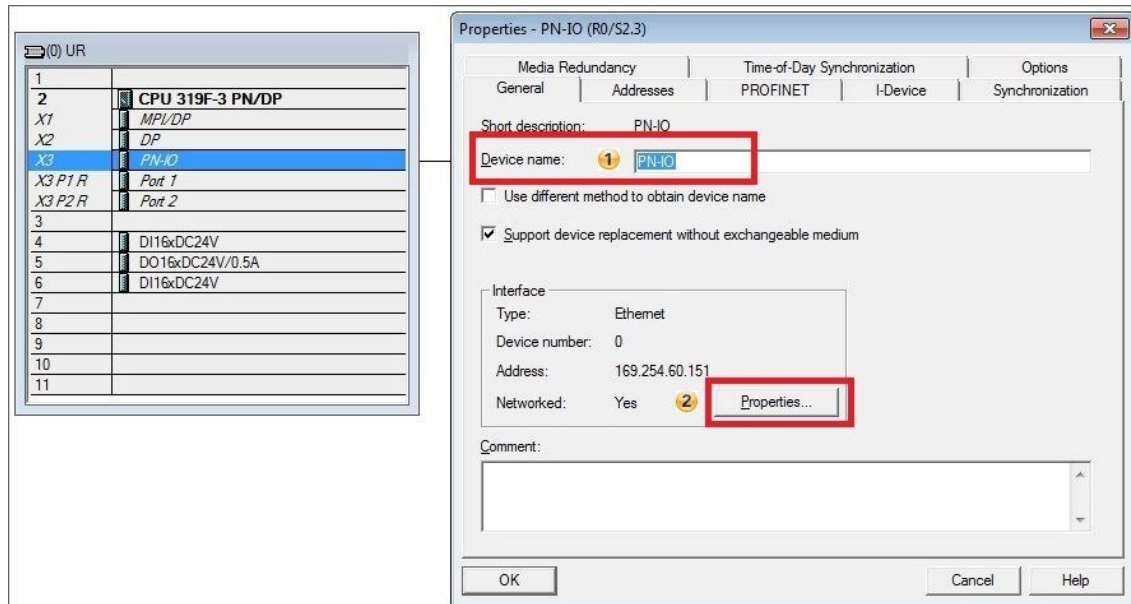 (0) UR
1
2 CPU 319F-3 PN/DP
X1 MPI/DP
X2 DP
X3 PN-IO
X3 P1 R Port 1
X3 P2 R Port 2
3
4 DI16xDC24V
5 DO16xDC24V/0.5A
6 DI16xDC24V
7
8
9
10
11
Properties - PN-IO (R0/S2.3)
Media Redundancy Time-of-Day Synchronization Options
General Addresses PROFINET I-Device Synchronization
Short description: PN-IO
Device name: 1 PN-IO
Use different method to obtain device name
Support device replacement without exchangeable medium
Interface
Type: Ethernet
Device number: 0
Address: 169.254.60.151
Networked: Yes 2 Properties...
Comment:
OK Cancel Help